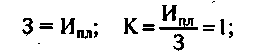 З = Ипл; К = Ипл/З = 1;